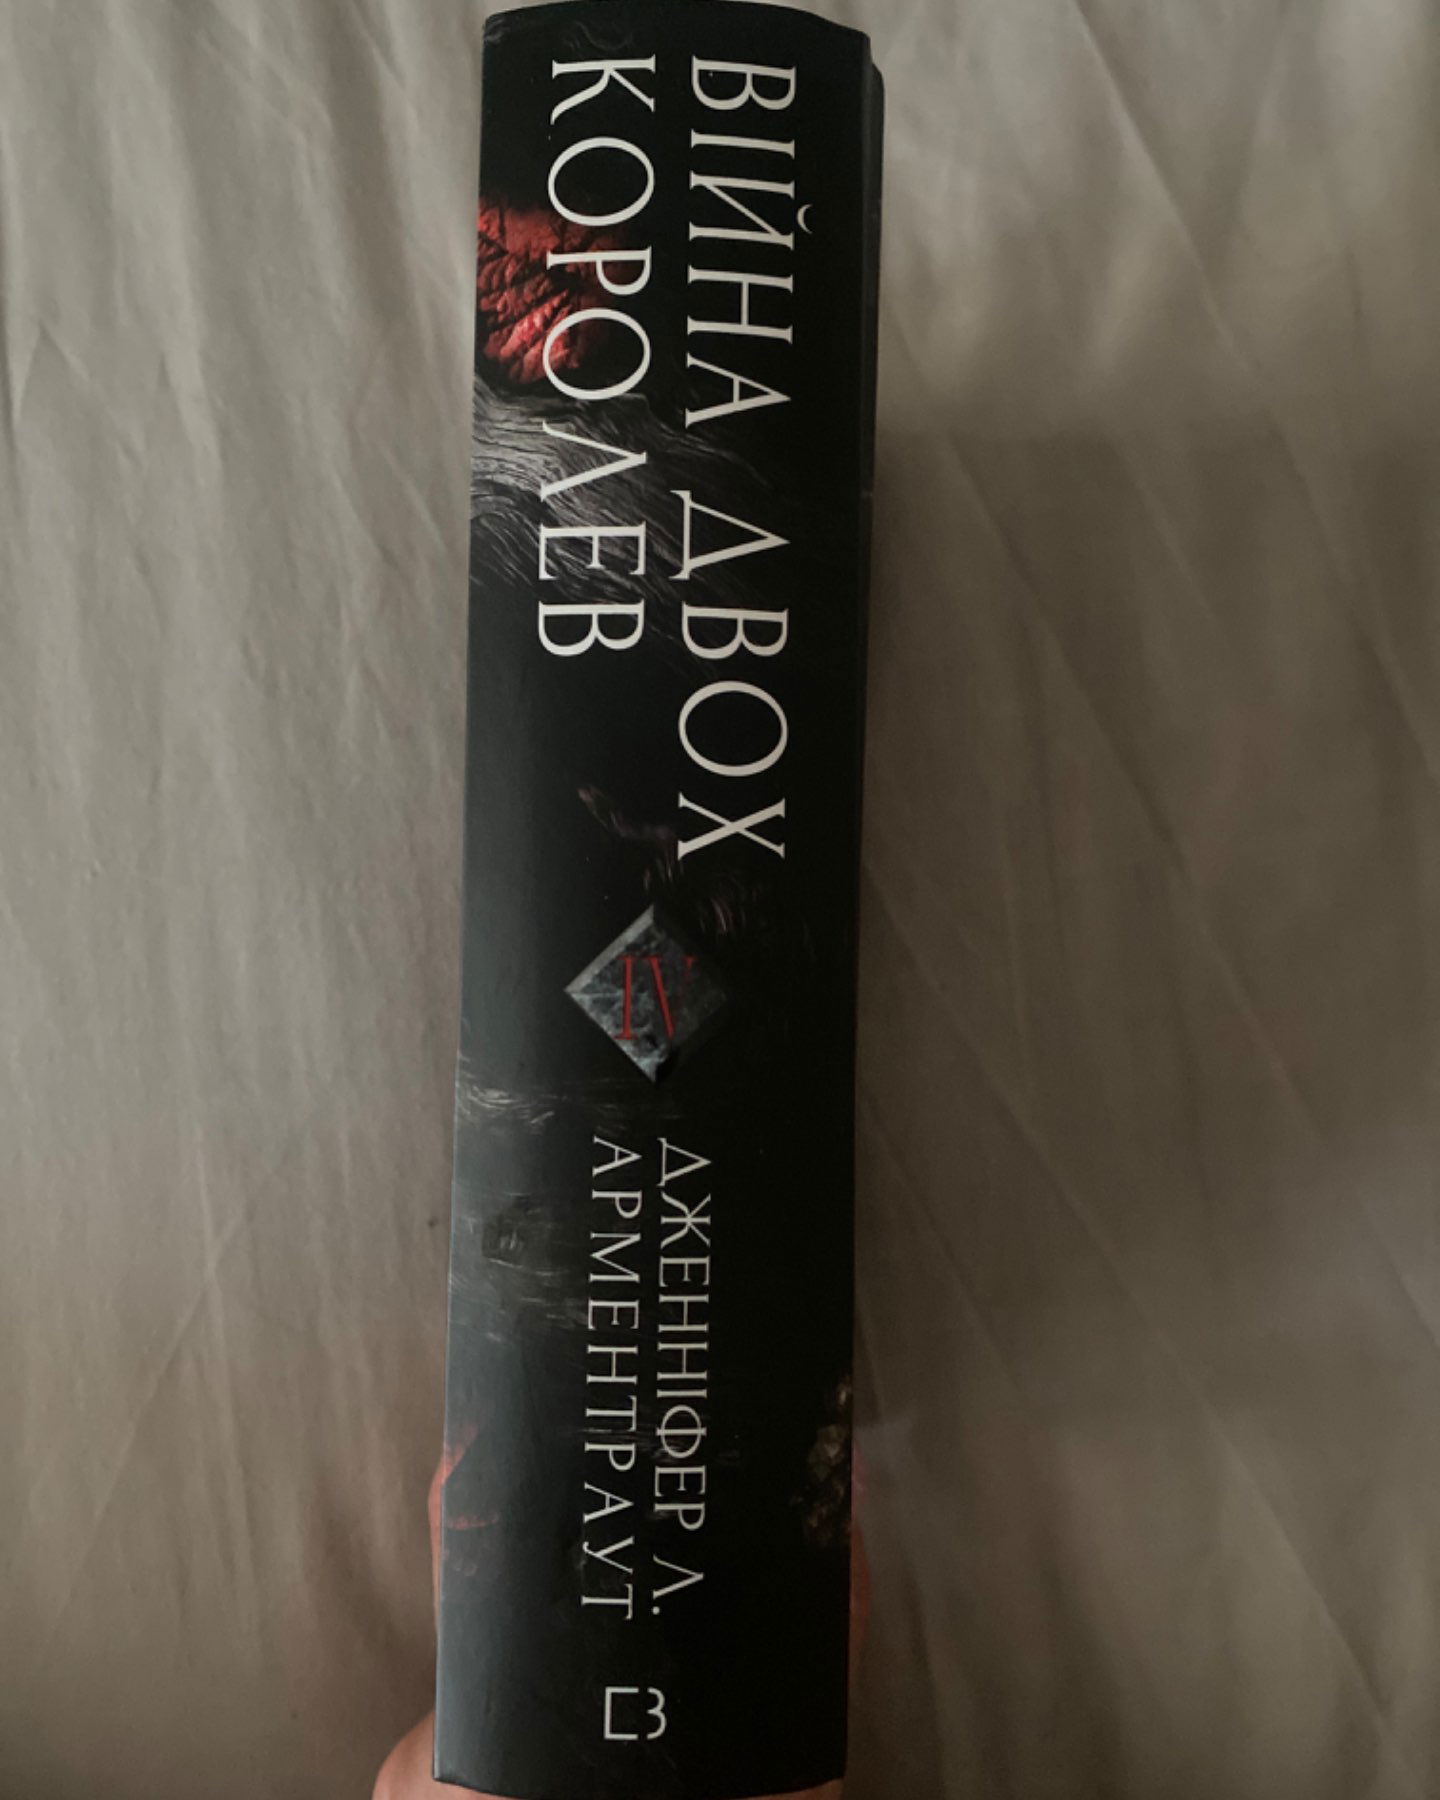 ВІЙНА ДВОХ
КОРОЛЕВ
IV
ДЖЕННІФЕР Л.
АРМЕНТРАУТ